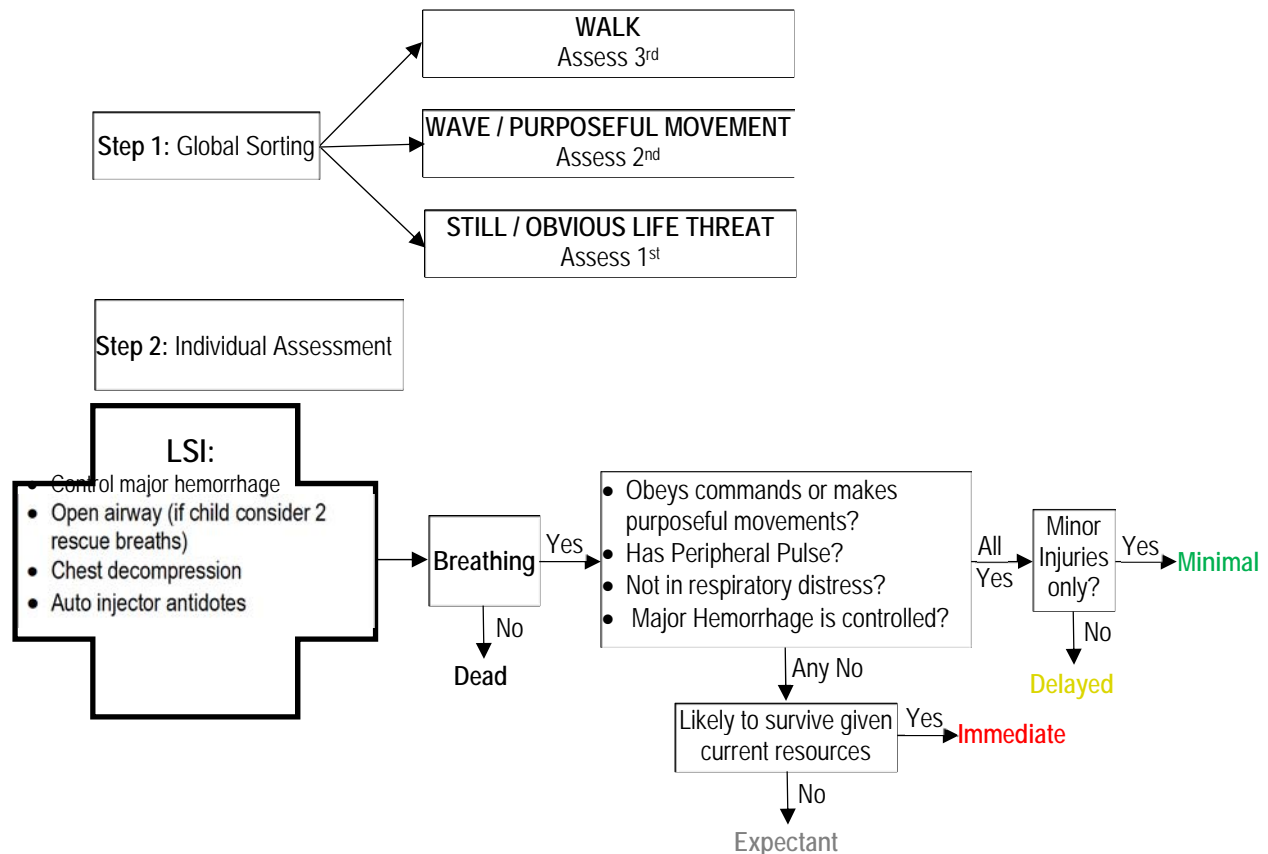 WALK
Assess 3rd
Step 1: Global Sorting
WAVE / PURPOSEFUL MOVEMENT
Assess 2nd
STILL / OBVIOUS LIFE THREAT
Assess 1st
Step 2: Individual Assessment
LSI:
• Control major hemorrhage
• Open airway (if child consider 2
rescue breaths)
• Chest decompression
• Auto injector antidotes
Breathing
Yes
No
Dead
• Obeys commands or makes
purposeful movements?
• Has Peripheral Pulse?
• Not in respiratory distress?
• Major Hemorrhage is controlled?
All
Yes
Minor
Injuries
only?
Yes
Minimal
No
Delayed
Any No
Likely to survive given
current resources
Yes
Immediate
No
Expectant